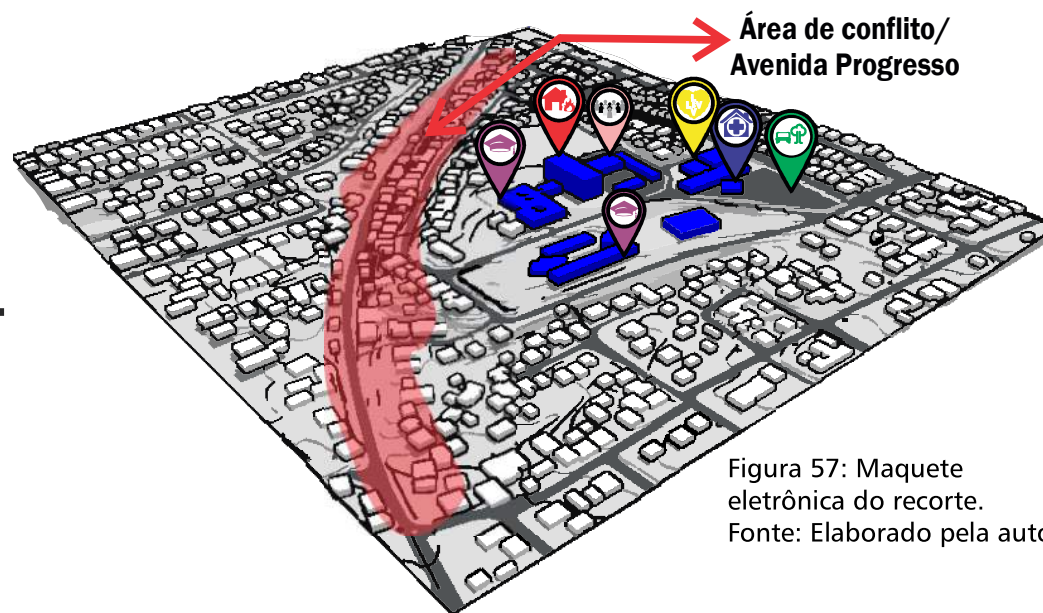 Área de conflito/
Avenida Progresso
Figura 57: Maquete
eletrônica do recorte.
Fonte: Elaborado pela auto